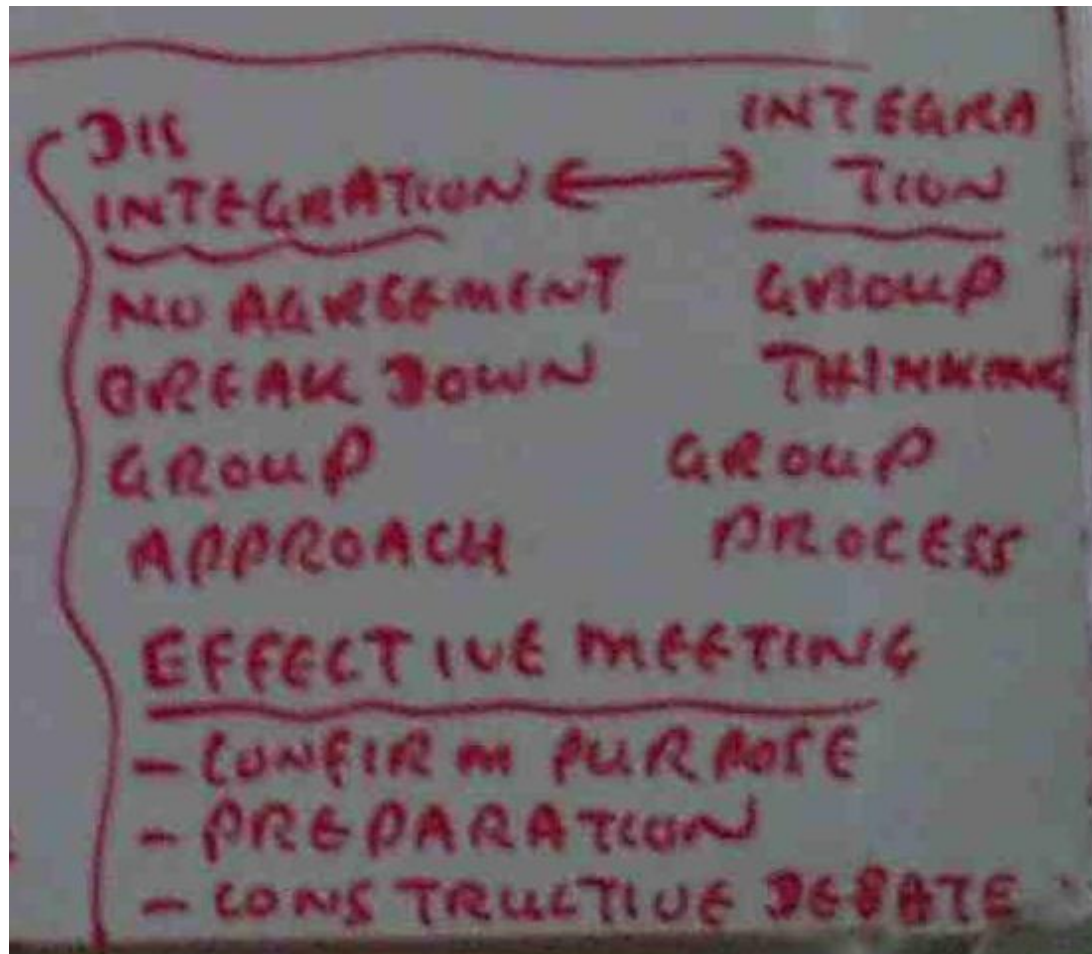 DIS INTEGRA
INTEGRATION ↔ TION
NO AGREEMENT GROUP
BREAK DOWN THINKING
GROUP GROUP
APPROACH PROCESS
EFFECTIVE MEETING
- CONFIRM PURPOSE
- PREPARATION
- CONSTRUCTIVE DEBATE